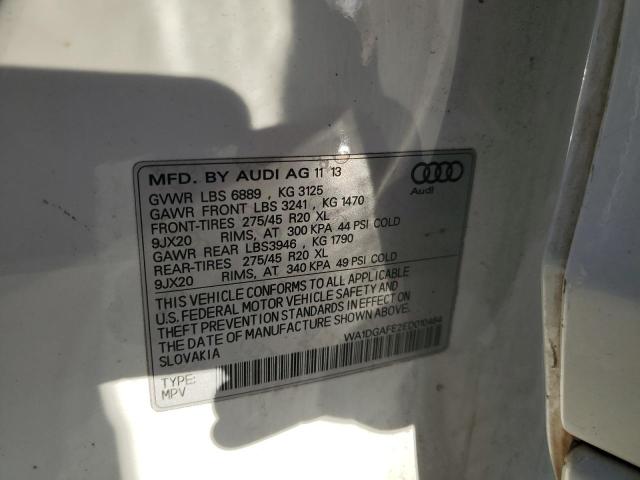 MFD. BY AUDI AG 11 13
Audi
GVWR LBS 6889 , KG 3125
GAWR FRONT LBS 3241 , KG 1470
FRONT-TIRES 275/45 R20 XL
9JX20 RIMS, AT 300 KPA 44 PSI COLD
GAWR REAR LBS3946 , KG 1790
REAR-TIRES 275/45 R20 XL
9JX20 RIMS, AT 340 KPA 49 PSI COLD
THIS VEHICLE CONFORMS TO ALL APPLICABLE
U.S. FEDERAL MOTOR VEHICLE SAFETY AND
THEFT PREVENTION STANDARDS IN EFFECT ON
THE DATE OF MANUFACTURE SHOWN ABOVE.
SLOVAKIA
WA1DGAFE2ED010464
TYPE:
MPV